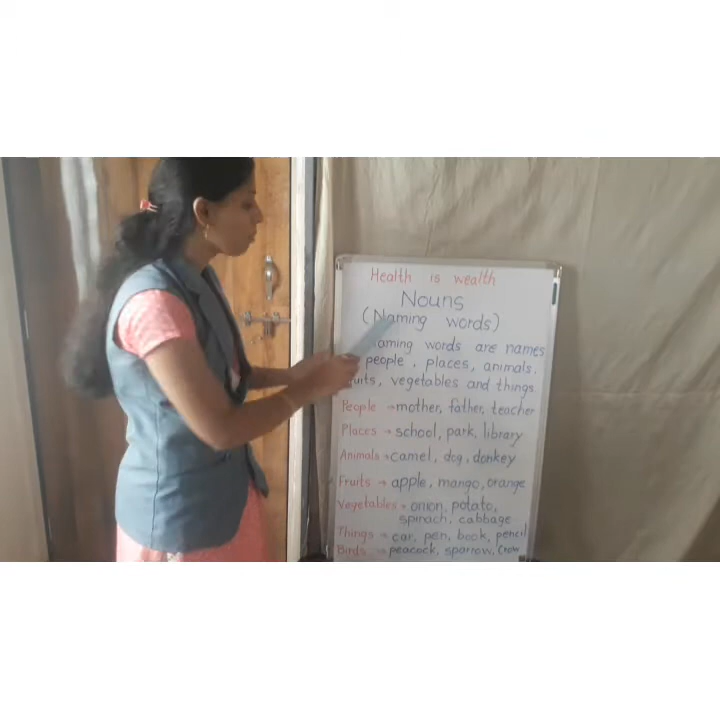 Health is wealth
Nouns
(Naming words)
aming words are names
people, places, animals.
uits, vegetables and things.
People → mother, father, teacher
Places → school, park, library
Animals → camel, dog, donkey
Fruits → apple, mango, orange
Vegetables → onion, potato,
spinach, cabbage
Things → car, pen, book, pencil
Birds → peacock, sparrow, crow